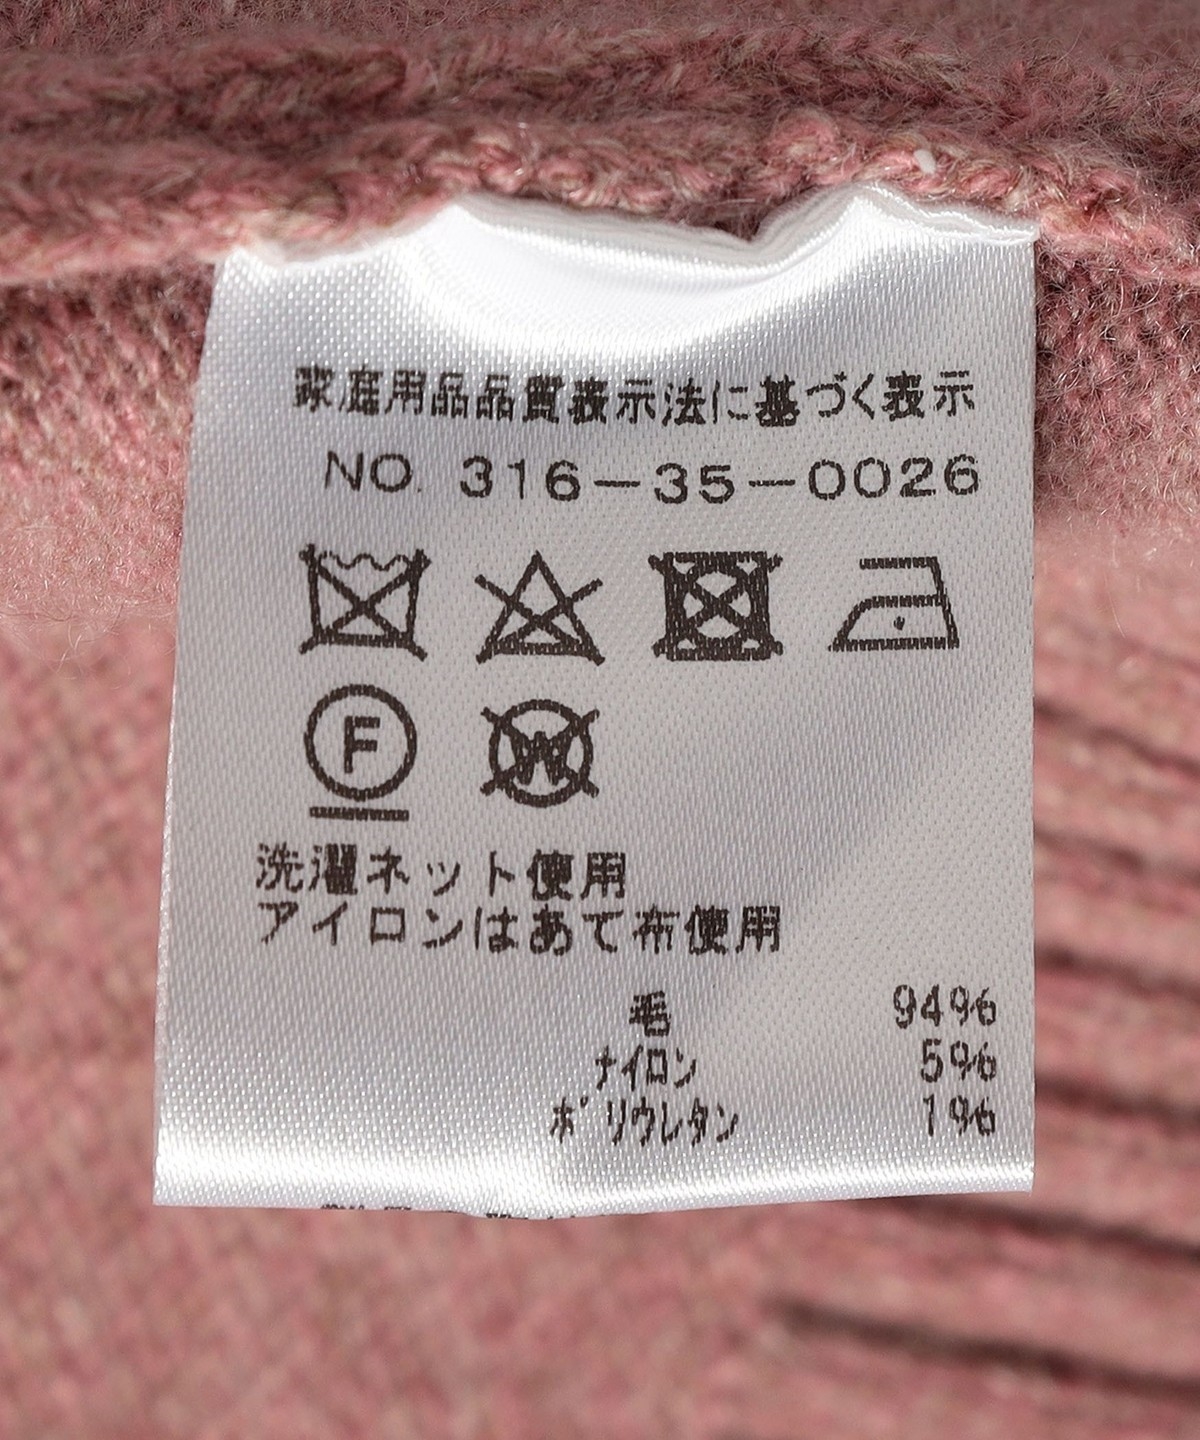 家庭用品品質表示法に基づく表示
NO. 316-35-0026
F W
洗濯ネット使用
アイロンはあて布使用
毛 94%
ナイロン 5%
ポリウレタン 1%